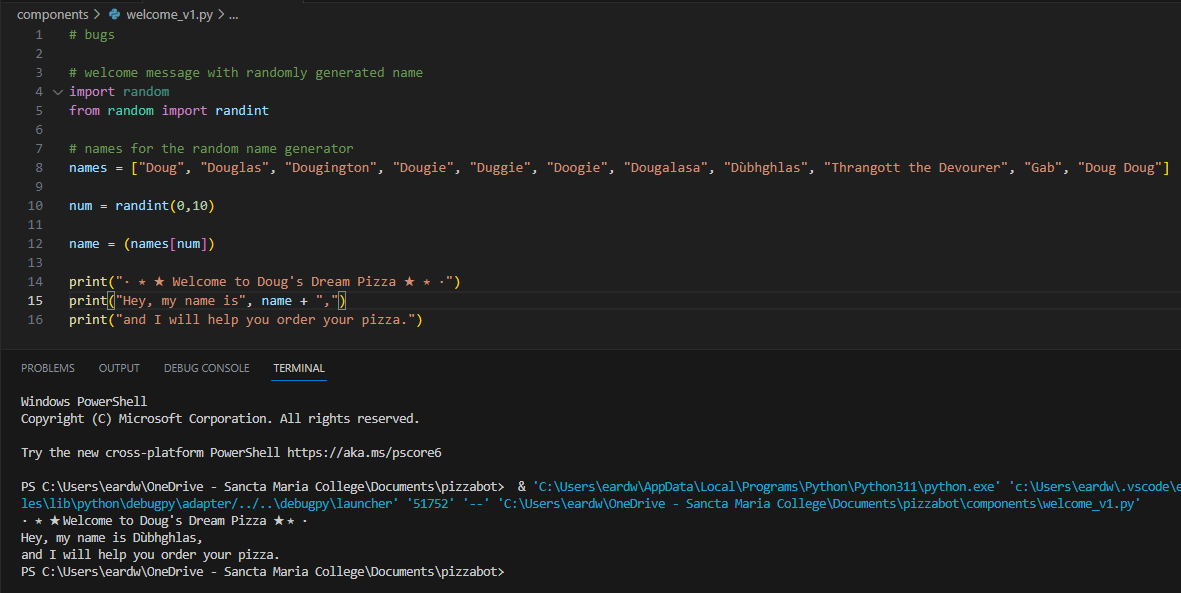 components > welcome_v1.py > ...
1 # bugs
2
3 # welcome message with randomly generated name
4 import random
5 from random import randint
6
7 # names for the random name generator
8 names = ["Doug", "Douglas", "Dougington", "Dougie", "Duggie", "Doogie", "Dougalasa", "Dùbhghlas", "Thrangott the Devourer", "Gab", "Doug Doug"]
9
10 num = randint(0,10)
11
12 name = (names[num])
13
14 print("· ⋆ ★ Welcome to Doug's Dream Pizza ★ ⋆ ·")
15 print("Hey, my name is", name + ",")
16 print("and I will help you order your pizza.")
PROBLEMS OUTPUT DEBUG CONSOLE TERMINAL
Windows PowerShell
Copyright (C) Microsoft Corporation. All rights reserved.
Try the new cross-platform PowerShell https://aka.ms/pscore6
PS C:\Users\eardw\OneDrive - Sancta Maria College\Documents\pizzabot>  & 'C:\Users\eardw\AppData\Local\Programs\Python\Python311\python.exe' 'c:\Users\eardw\.vscode\e
les\lib\python\debugpy\adapter/../..\debugpy\launcher' '51752' '--' 'C:\Users\eardw\OneDrive - Sancta Maria College\Documents\pizzabot\components\welcome_v1.py'
· ⋆ ★Welcome to Doug's Dream Pizza ★⋆ ·
Hey, my name is Dùbhghlas,
and I will help you order your pizza.
PS C:\Users\eardw\OneDrive - Sancta Maria College\Documents\pizzabot>